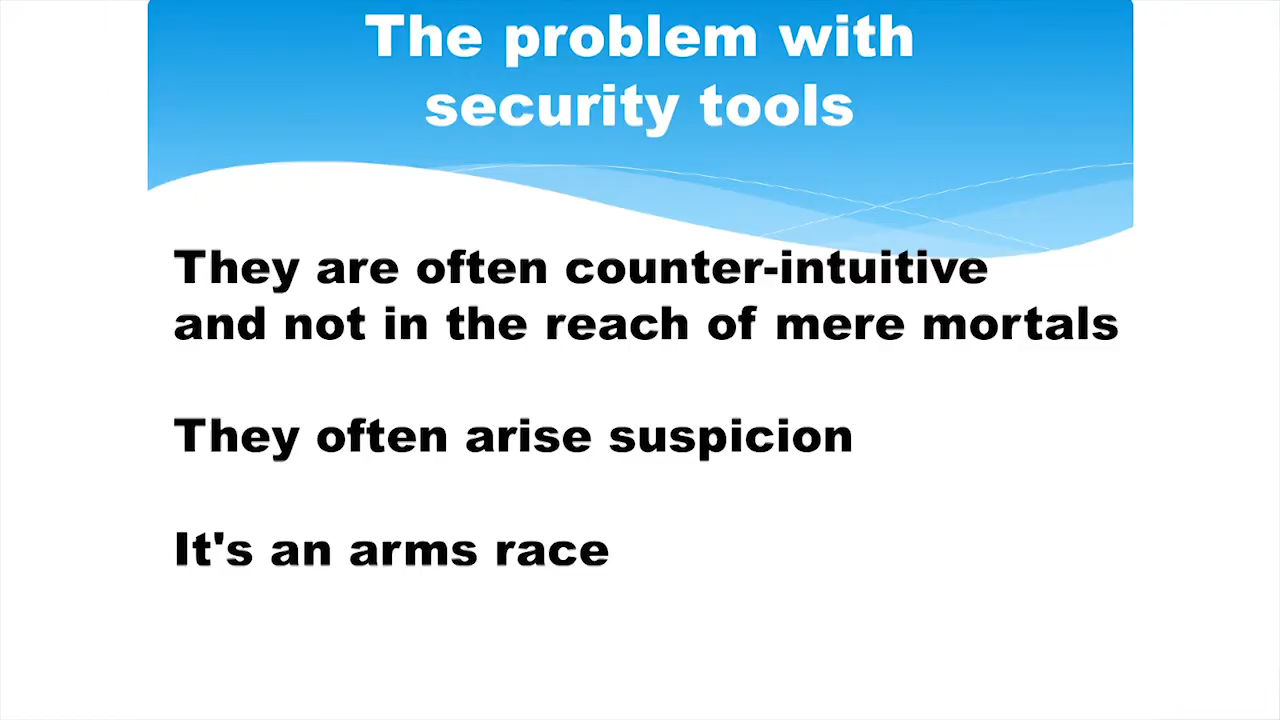 The problem with
security tools
They are often counter-intuitive
and not in the reach of mere mortals
They often arise suspicion
It's an arms race